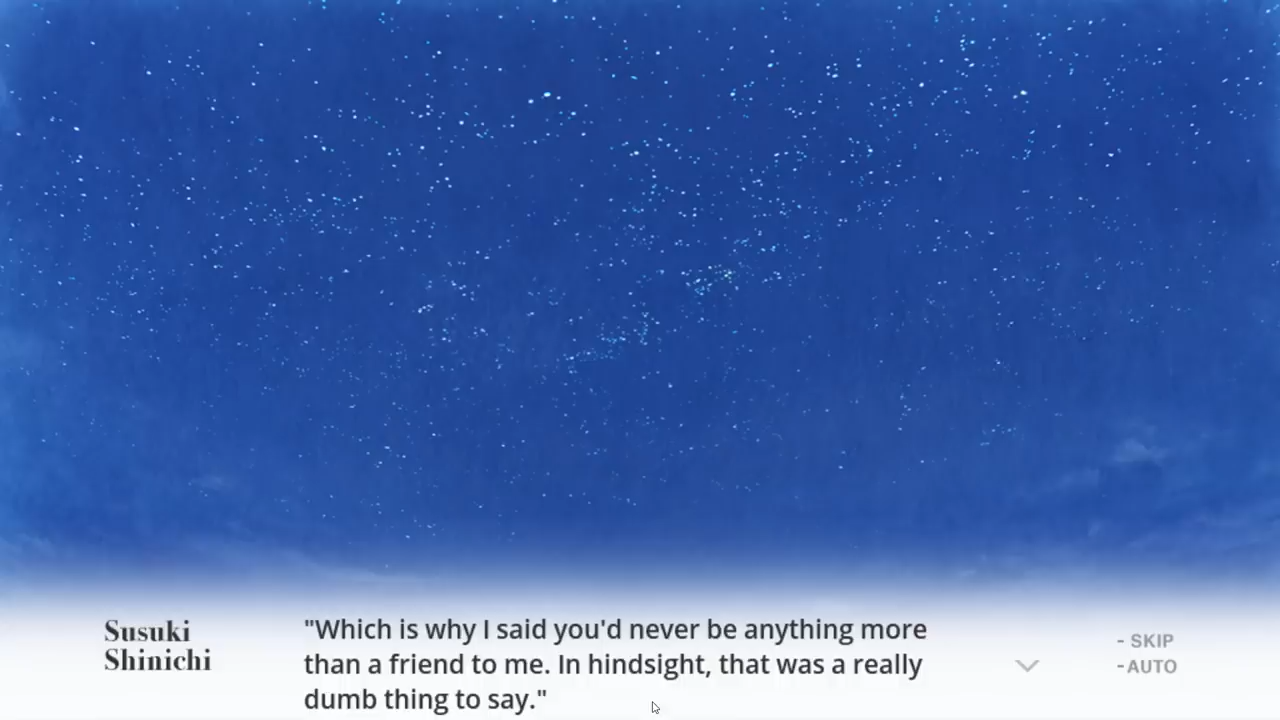 Susuki
Shinichi
"Which is why I said you'd never be anything more
than a friend to me. In hindsight, that was a really
dumb thing to say."
- SKIP
-AUTO